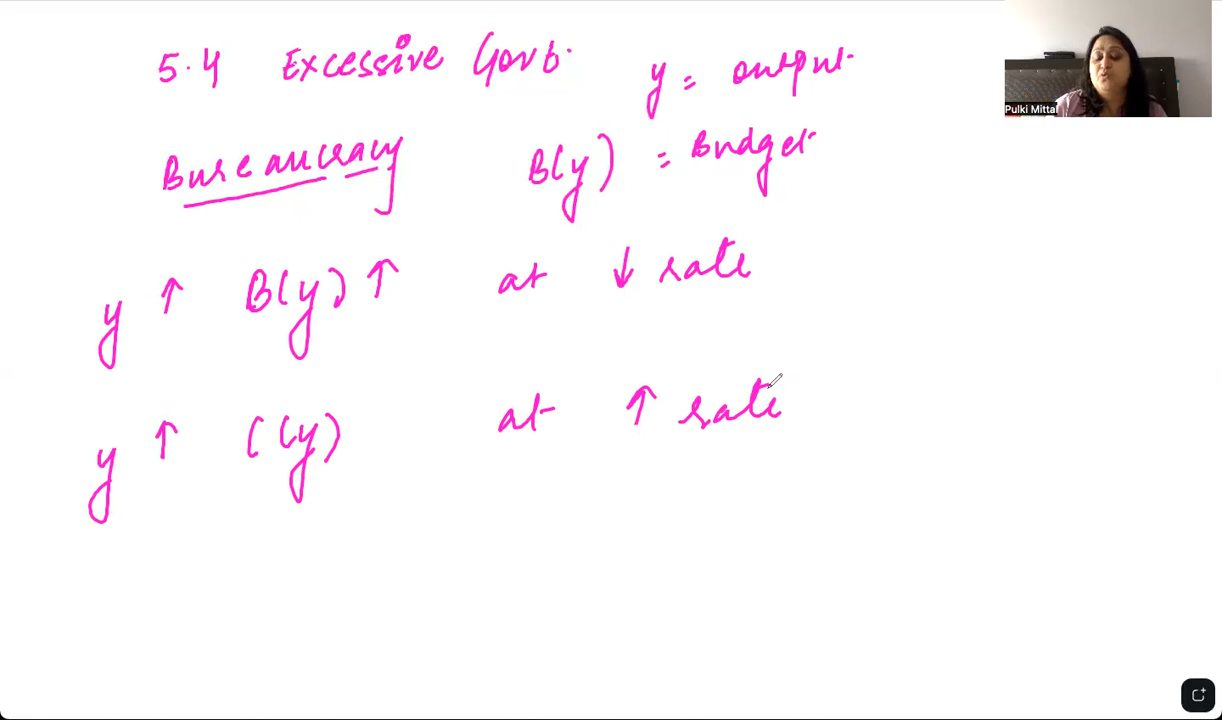 5.4 Excessive Govt.
y = output
Bureaucracy B(y) = Budget
y ↑ B(y) ↑ at ↓ rate
y ↑ C(y) at ↑ rate
Pulki Mittal